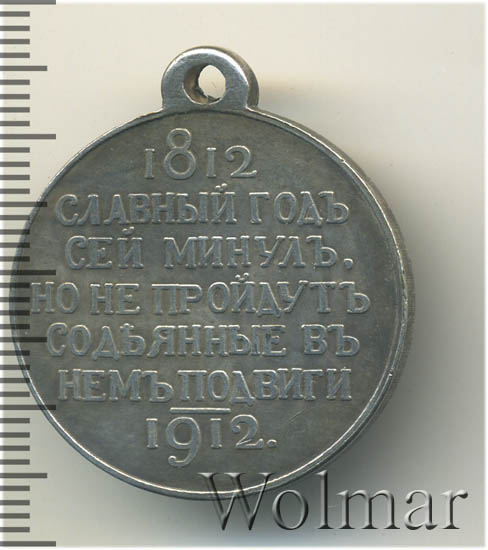 1812
СЛАВНЫЙ ГОДЪ
СЕЙ МИНУЛЪ.
НО НЕ ПРОЙДУТЪ
СОДѢЯННЫЕ ВЪ
НЕМЪ ПОДВИГИ
1912.
Wolmar